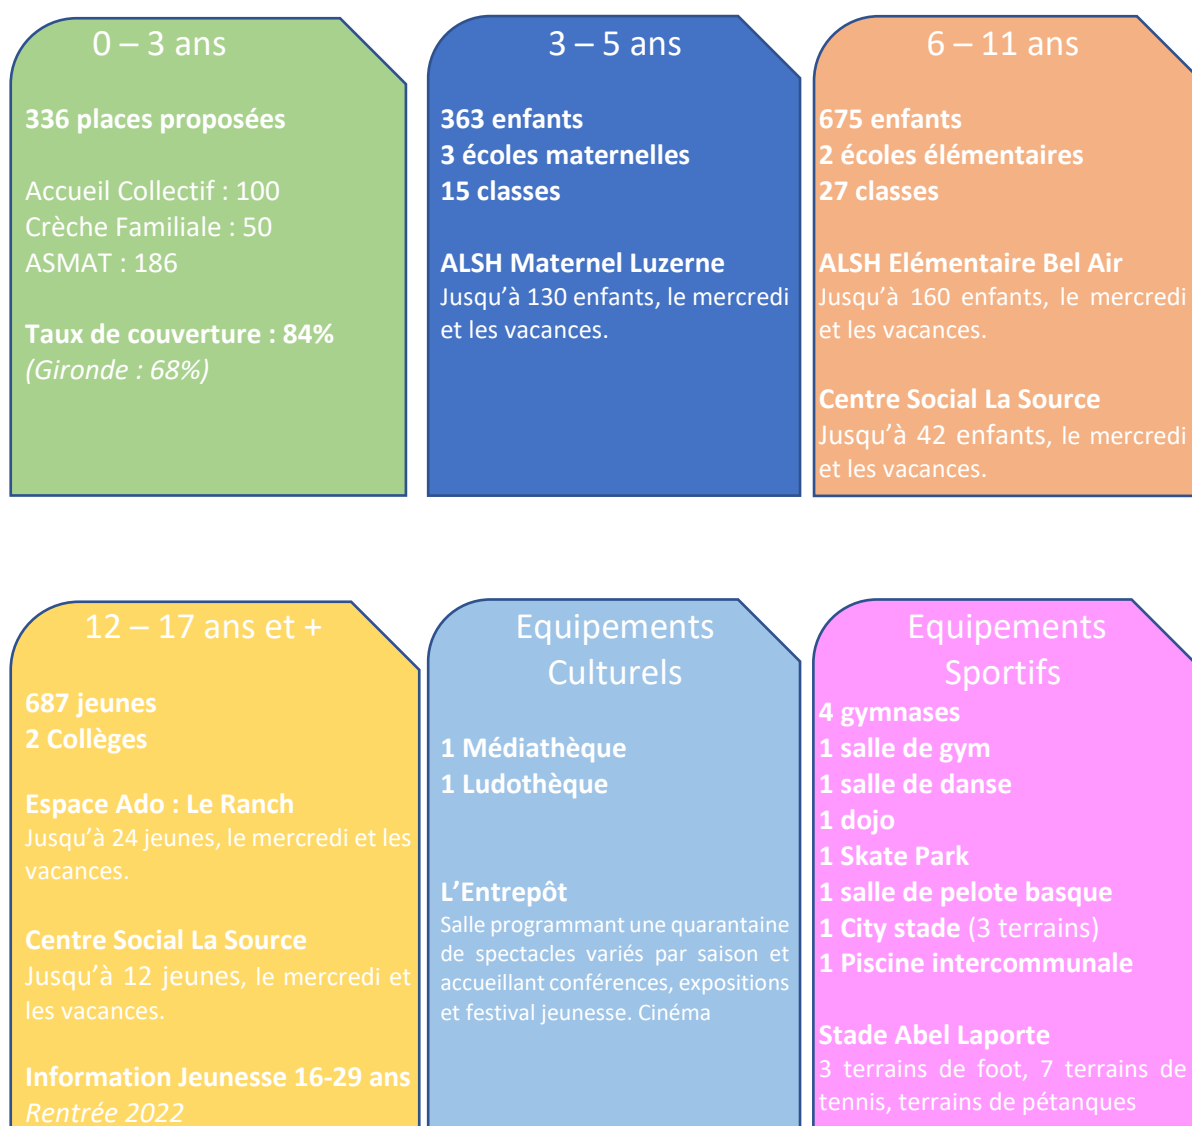 0 – 3 ans
336 places proposées
Accueil Collectif : 100
Crèche Familiale : 50
ASMAT : 186
Taux de couverture : 84%
(Gironde : 68%)
3 – 5 ans
363 enfants
3 écoles maternelles
15 classes
ALSH Maternel Luzerne
Jusqu’à 130 enfants, le mercredi
et les vacances.
6 – 11 ans
675 enfants
2 écoles élémentaires
27 classes
ALSH Elémentaire Bel Air
Jusqu’à 160 enfants, le mercredi
et les vacances.
Centre Social La Source
Jusqu’à 42 enfants, le mercredi
et les vacances.
12 – 17 ans et +
687 jeunes
2 Collèges
Espace Ado : Le Ranch
Jusqu’à 24 jeunes, le mercredi et les
vacances.
Centre Social La Source
Jusqu’à 12 jeunes, le mercredi et
les vacances.
Information Jeunesse 16-29 ans
Rentrée 2022
Equipements
Culturels
1 Médiathèque
1 Ludothèque
L’Entrepôt
Salle programmant une quarantaine
de spectacles variés par saison et
accueillant conférences, expositions
et festival jeunesse. Cinéma
Equipements
Sportifs
4 gymnases
1 salle de gym
1 salle de danse
1 dojo
1 Skate Park
1 salle de pelote basque
1 City stade (3 terrains)
1 Piscine intercommunale
Stade Abel Laporte
3 terrains de foot, 7 terrains de
tennis, terrains de pétanques